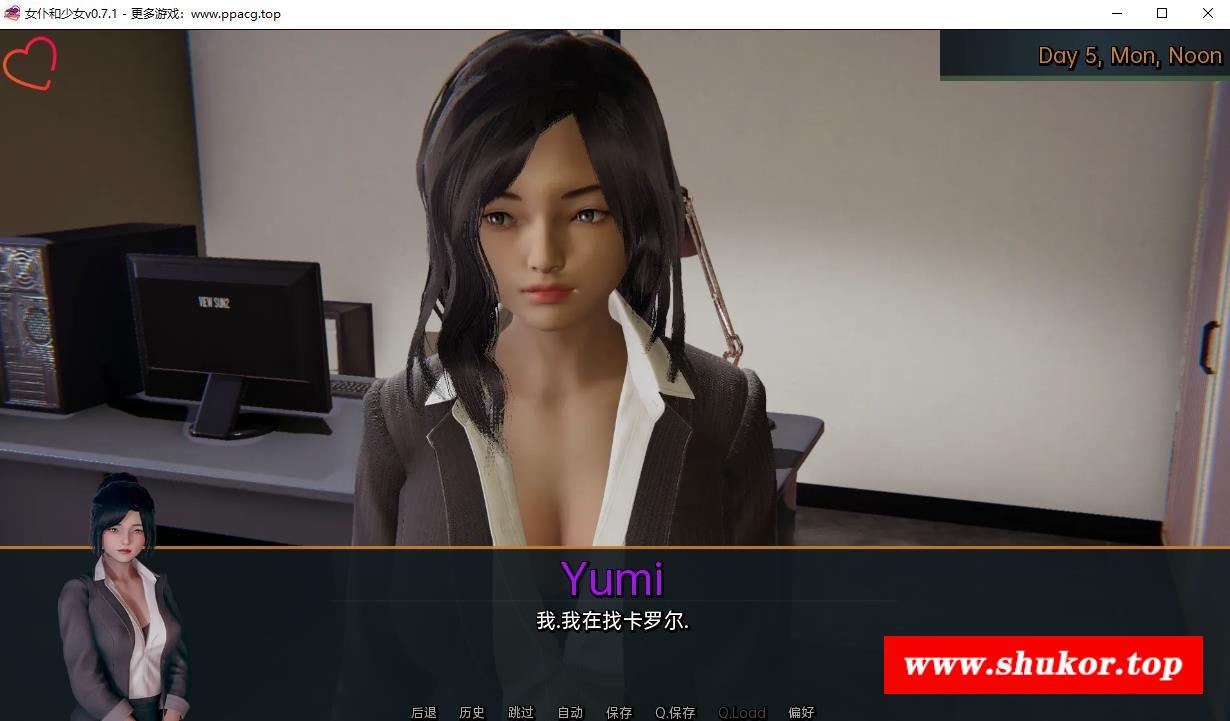 女仆和少女v0.7.1 - 更多游戏：www.ppacg.top
Day 5, Mon, Noon
VIEW SUN2
Yumi
我.我在找卡罗尔.
www.shukor.top
后退 历史 跳过 自动 保存 Q.保存 Q.Load 偏好